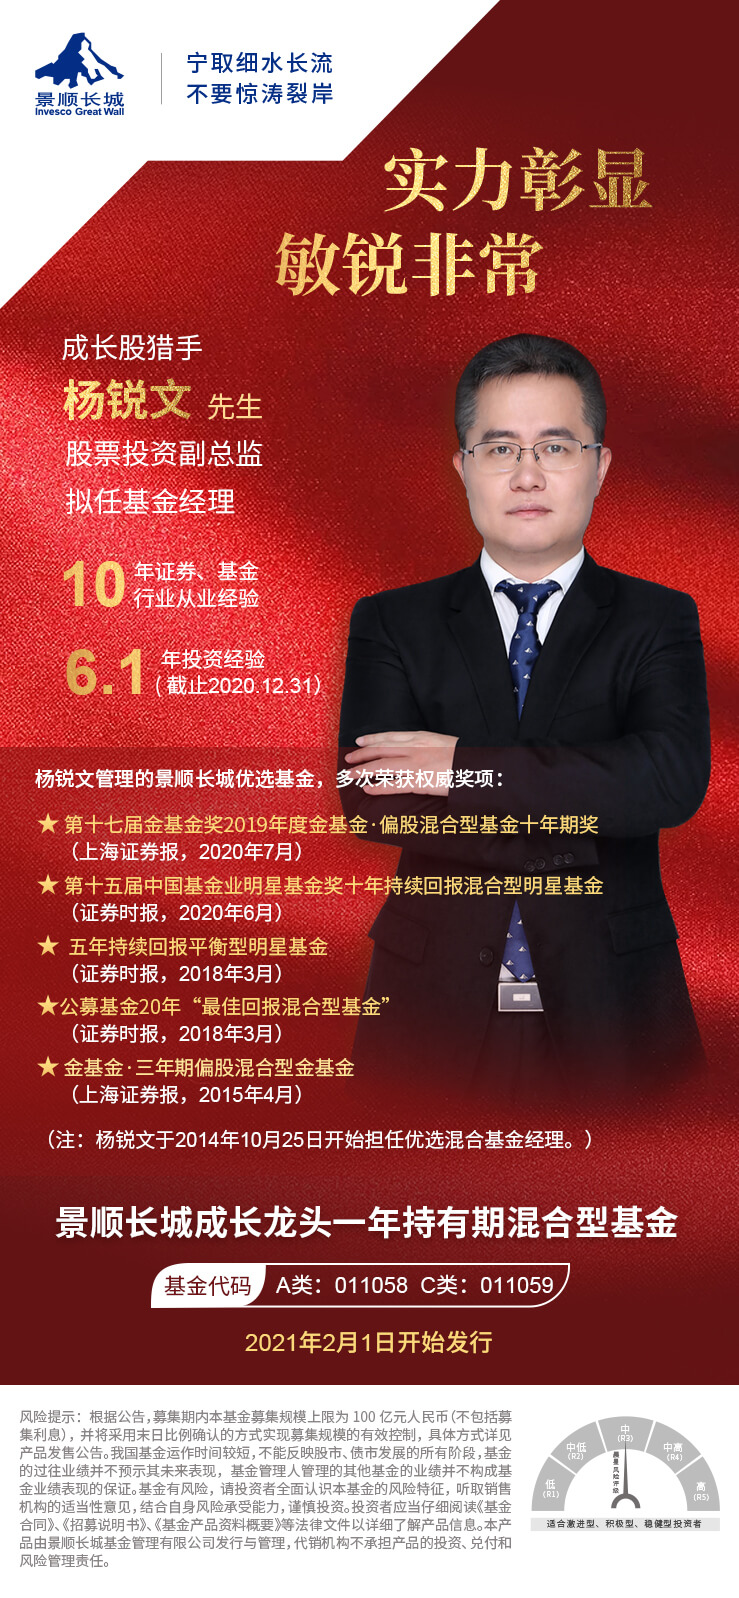 景顺长城
Invesco Great Wall
宁取细水长流
不要惊涛裂岸
实力彰显
敏锐非常
成长股猎手
杨锐文 先生
股票投资副总监
拟任基金经理
10 年证券、基金
行业从业经验
6.1 年投资经验
(截止2020.12.31)
杨锐文管理的景顺长城优选基金，多次荣获权威奖项：
★ 第十七届金基金奖2019年度金基金·偏股混合型基金十年期奖
（上海证券报，2020年7月）
★ 第十五届中国基金业明星基金奖十年持续回报混合型明星基金
（证券时报，2020年6月）
★ 五年持续回报平衡型明星基金
（证券时报，2018年3月）
★公募基金20年“最佳回报混合型基金”
（证券时报，2018年3月）
★ 金基金·三年期偏股混合型金基金
（上海证券报，2015年4月）
（注：杨锐文于2014年10月25日开始担任优选混合基金经理。）
景顺长城成长龙头一年持有期混合型基金
基金代码 A类：011058 C类：011059
2021年2月1日开始发行
风险提示：根据公告，募集期内本基金募集规模上限为 100 亿元人民币（不包括募
集利息），并将采用末日比例确认的方式实现募集规模的有效控制，具体方式详见
产品发售公告。我国基金运作时间较短，不能反映股市、债市发展的所有阶段，基金
的过往业绩并不预示其未来表现，基金管理人管理的其他基金的业绩并不构成基
金业绩表现的保证。基金有风险，请投资者全面认识本基金的风险特征，听取销售
机构的适当性意见，结合自身风险承受能力，谨慎投资。投资者应当仔细阅读《基金
合同》、《招募说明书》、《基金产品资料概要》等法律文件以详细了解产品信息。本产
品由景顺长城基金管理有限公司发行与管理，代销机构不承担产品的投资、兑付和
风险管理责任。
低
(R1)
中低
(R2)
中
(R3)
中高
(R4)
高
(R5)
适合激进型、积极型、稳健型投资者